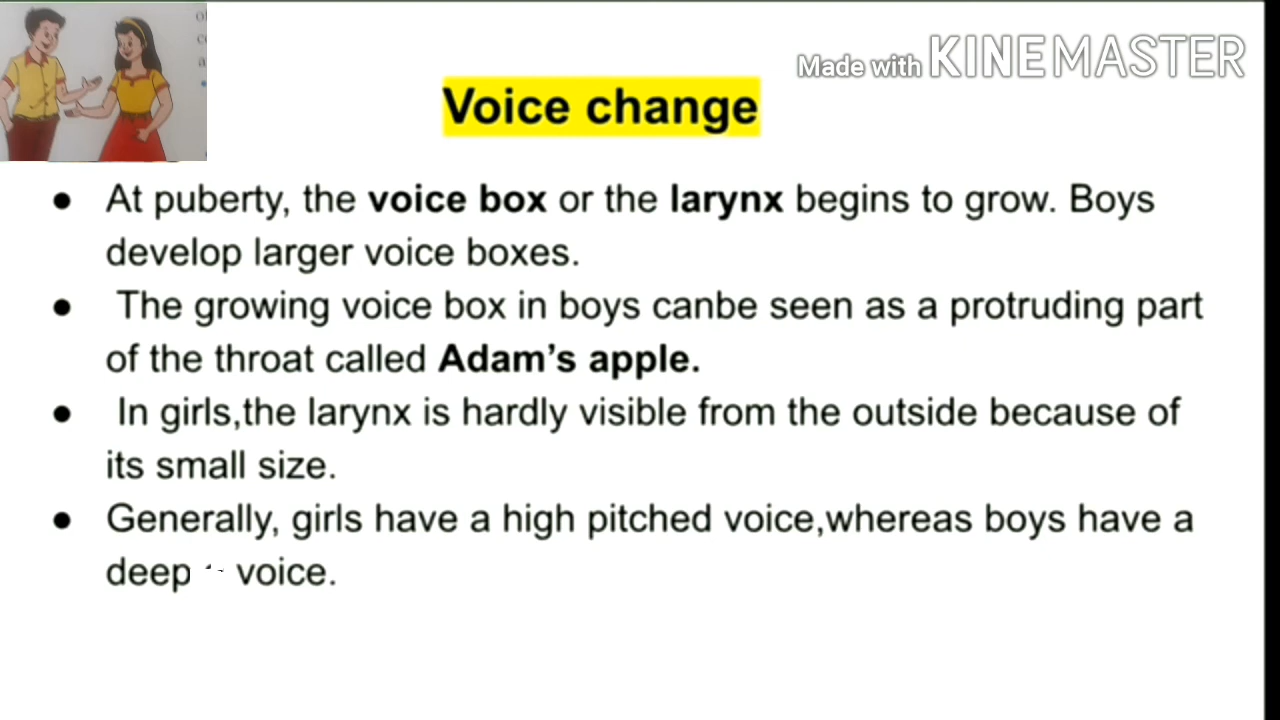 Made with KINEMASTER
Voice change
● At puberty, the voice box or the larynx begins to grow. Boys
develop larger voice boxes.
● The growing voice box in boys canbe seen as a protruding part
of the throat called Adam’s apple.
● In girls,the larynx is hardly visible from the outside because of
its small size.
● Generally, girls have a high pitched voice,whereas boys have a
deep voice.